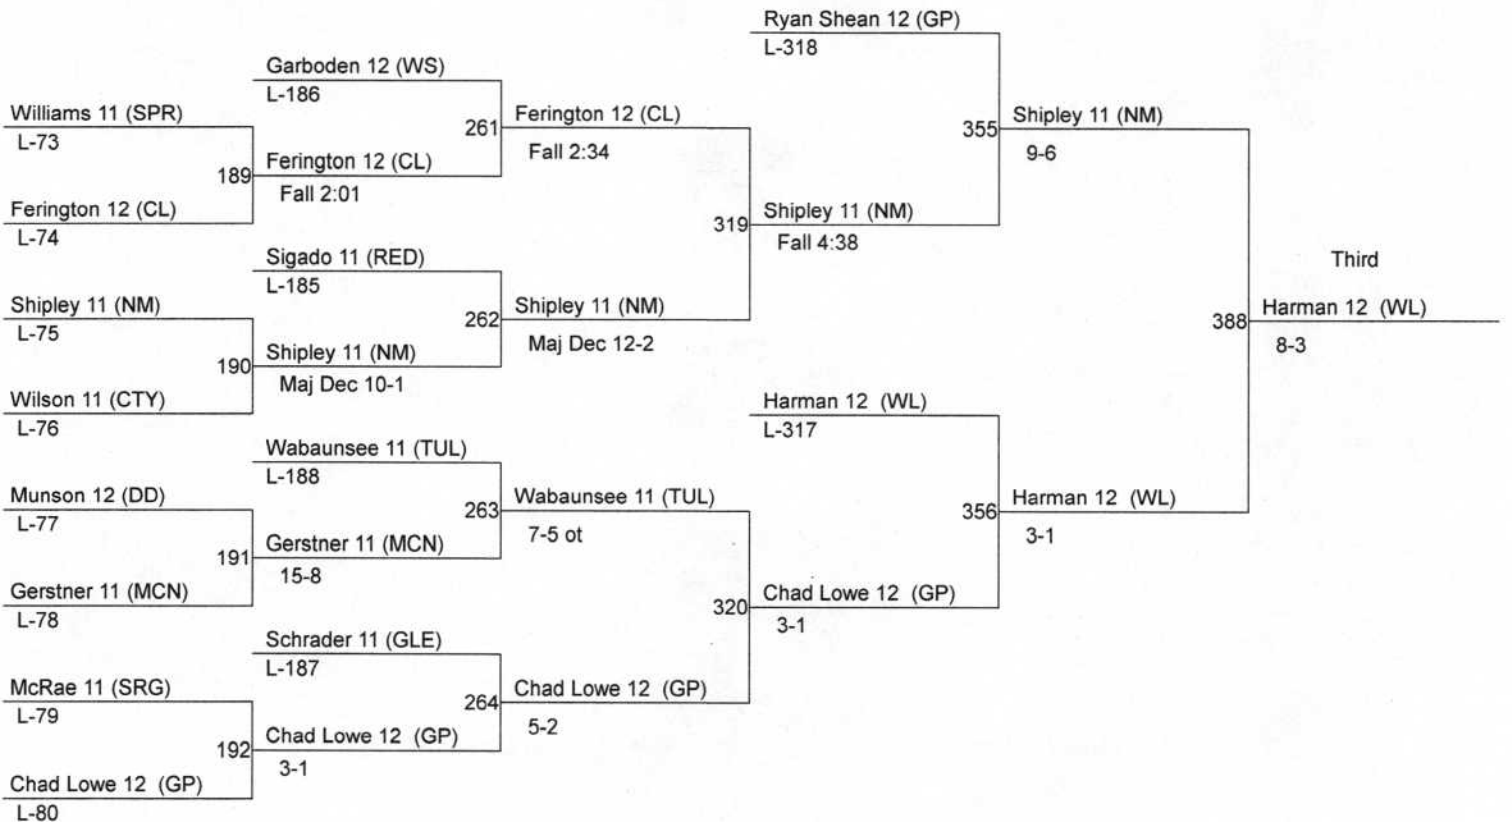 Williams 11 (SPR)
L-73
Ferington 12 (CL)
L-74
Shipley 11 (NM)
L-75
Wilson 11 (CTY)
L-76
Munson 12 (DD)
L-77
Gerstner 11 (MCN)
L-78
McRae 11 (SRG)
L-79
Chad Lowe 12 (GP)
L-80
Garboden 12 (WS)
L-186
189
Ferington 12 (CL)
Fall 2:01
Sigado 11 (RED)
L-185
190
Shipley 11 (NM)
Maj Dec 10-1
Wabaunsee 11 (TUL)
L-188
191
Gerstner 11 (MCN)
15-8
Schrader 11 (GLE)
L-187
192
Chad Lowe 12 (GP)
3-1
261
Ferington 12 (CL)
Fall 2:34
262
Shipley 11 (NM)
Maj Dec 12-2
263
Wabaunsee 11 (TUL)
7-5 ot
264
Chad Lowe 12 (GP)
5-2
Ryan Shean 12 (GP)
L-318
319
Shipley 11 (NM)
Fall 4:38
Harman 12 (WL)
L-317
320
Chad Lowe 12 (GP)
3-1
355
Shipley 11 (NM)
9-6
356
Harman 12 (WL)
3-1
Third
388
Harman 12 (WL)
8-3